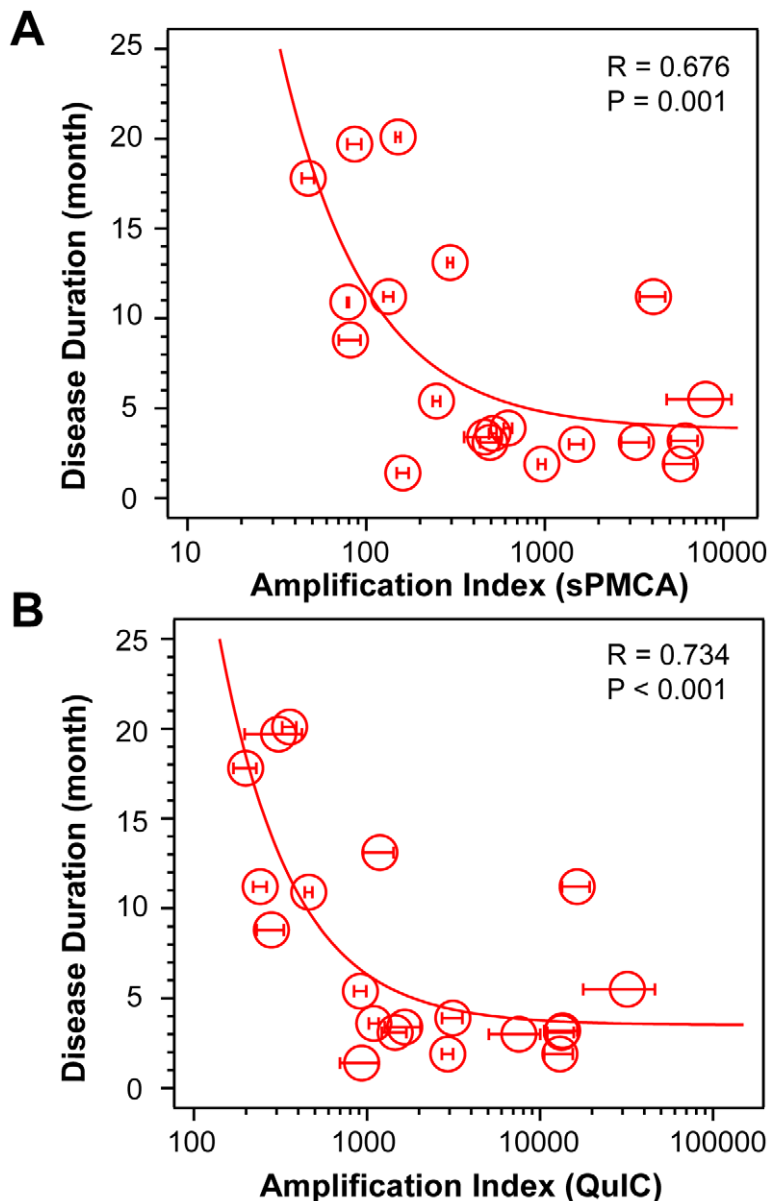 A
R = 0.676
P = 0.001
Disease Duration (month)
25
20
15
10
5
0
10 100 1000 10000
Amplification Index (sPMCA)
B
R = 0.734
P < 0.001
Disease Duration (month)
25
20
15
10
5
0
100 1000 10000 100000
Amplification Index (QuIC)